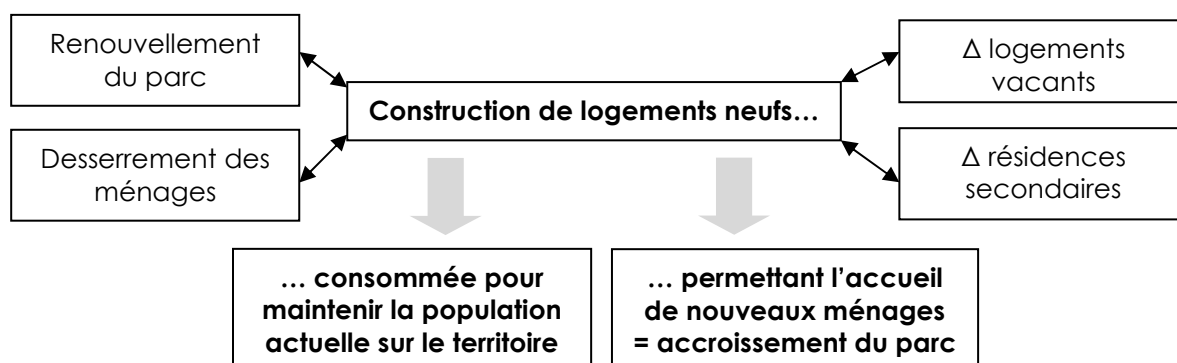 Renouvellement
du parc
Δ logements
vacants
Construction de logements neufs…
Desserrement des
ménages
Δ résidences
secondaires
… consommée pour
maintenir la population
actuelle sur le territoire
… permettant l’accueil
de nouveaux ménages
= accroissement du parc